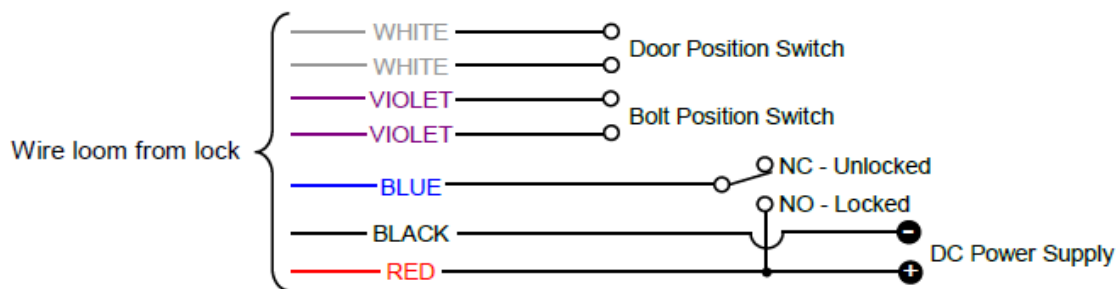 WHITE
Door Position Switch
WHITE
VIOLET
Bolt Position Switch
VIOLET
Wire loom from lock
NC - Unlocked
BLUE
NO - Locked
BLACK
-
DC Power Supply
RED
+